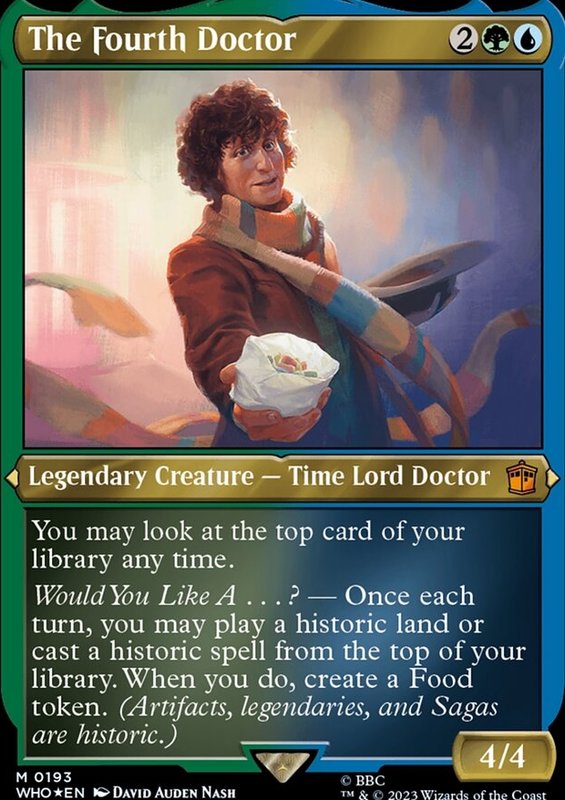 The Fourth Doctor 2
Legendary Creature — Time Lord Doctor
You may look at the top card of your
library any time.
Would You Like A . . . ? — Once each
turn, you may play a historic land or
cast a historic spell from the top of your
library. When you do, create a Food
token. (Artifacts, legendaries, and Sagas
are historic.)
4/4
M 0193
WHO★EN David Auden Nash
© BBC
™ & © 2023 Wizards of the Coast